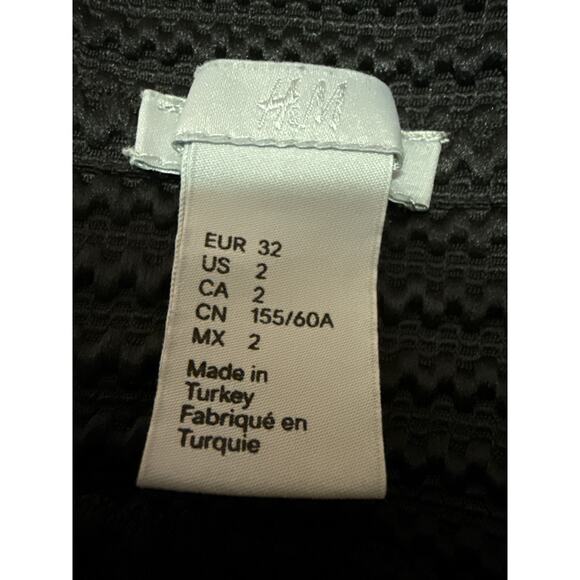 H&M
EUR 32
US 2
CA 2
CN 155/60A
MX 2
Made in
Turkey
Fabriqué en
Turquie